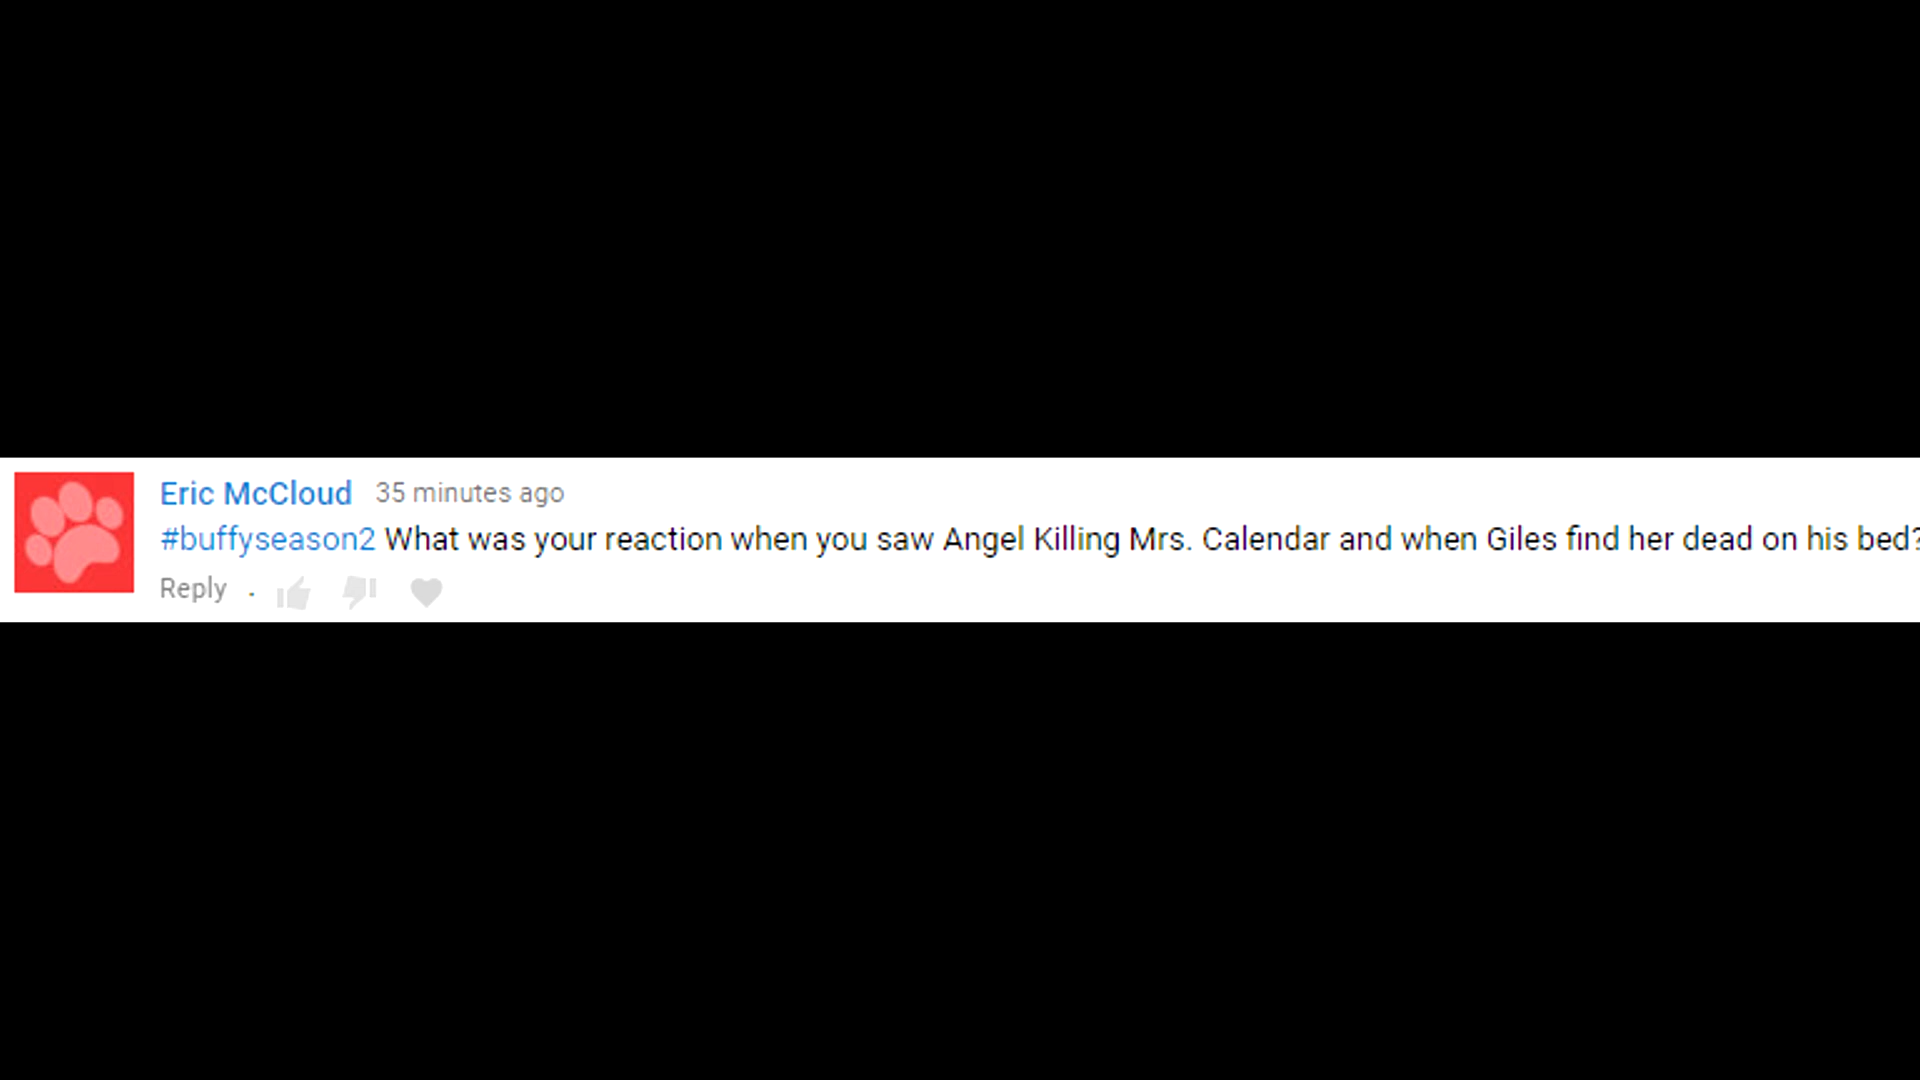 Eric McCloud 35 minutes ago
#buffyseason2 What was your reaction when you saw Angel Killing Mrs. Calendar and when Giles find her dead on his bed?
Reply .